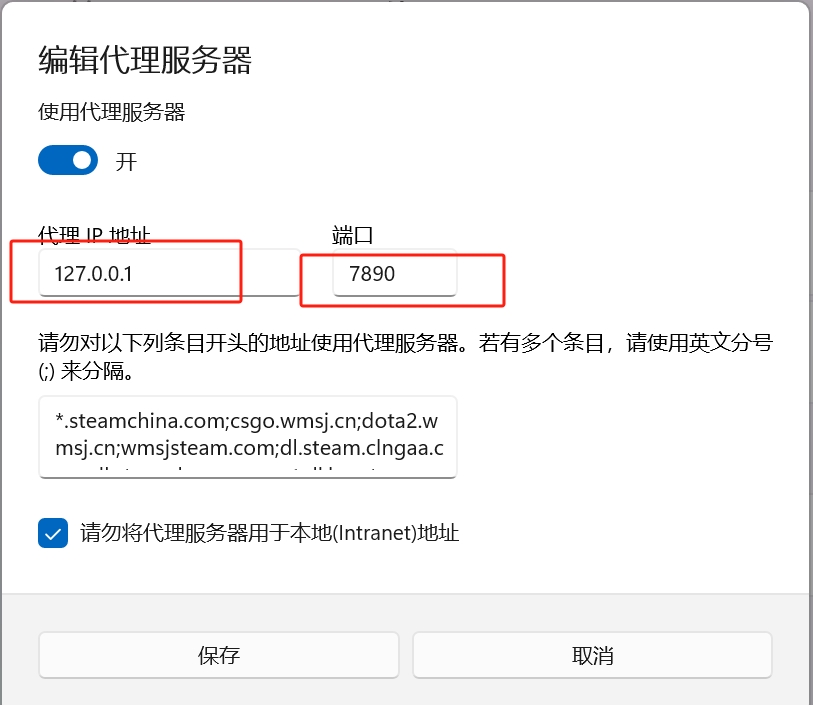 编辑代理服务器
使用代理服务器
开
代理 IP 地址
端口
127.0.0.1
7890
请勿对以下列条目开头的地址使用代理服务器。若有多个条目，请使用英文分号
(;) 来分隔。
*.steamchina.com;csgo.wmsj.cn;dota2.w
msj.cn;wmsjsteam.com;dl.steam.clngaa.c
请勿将代理服务器用于本地(Intranet)地址
保存
取消